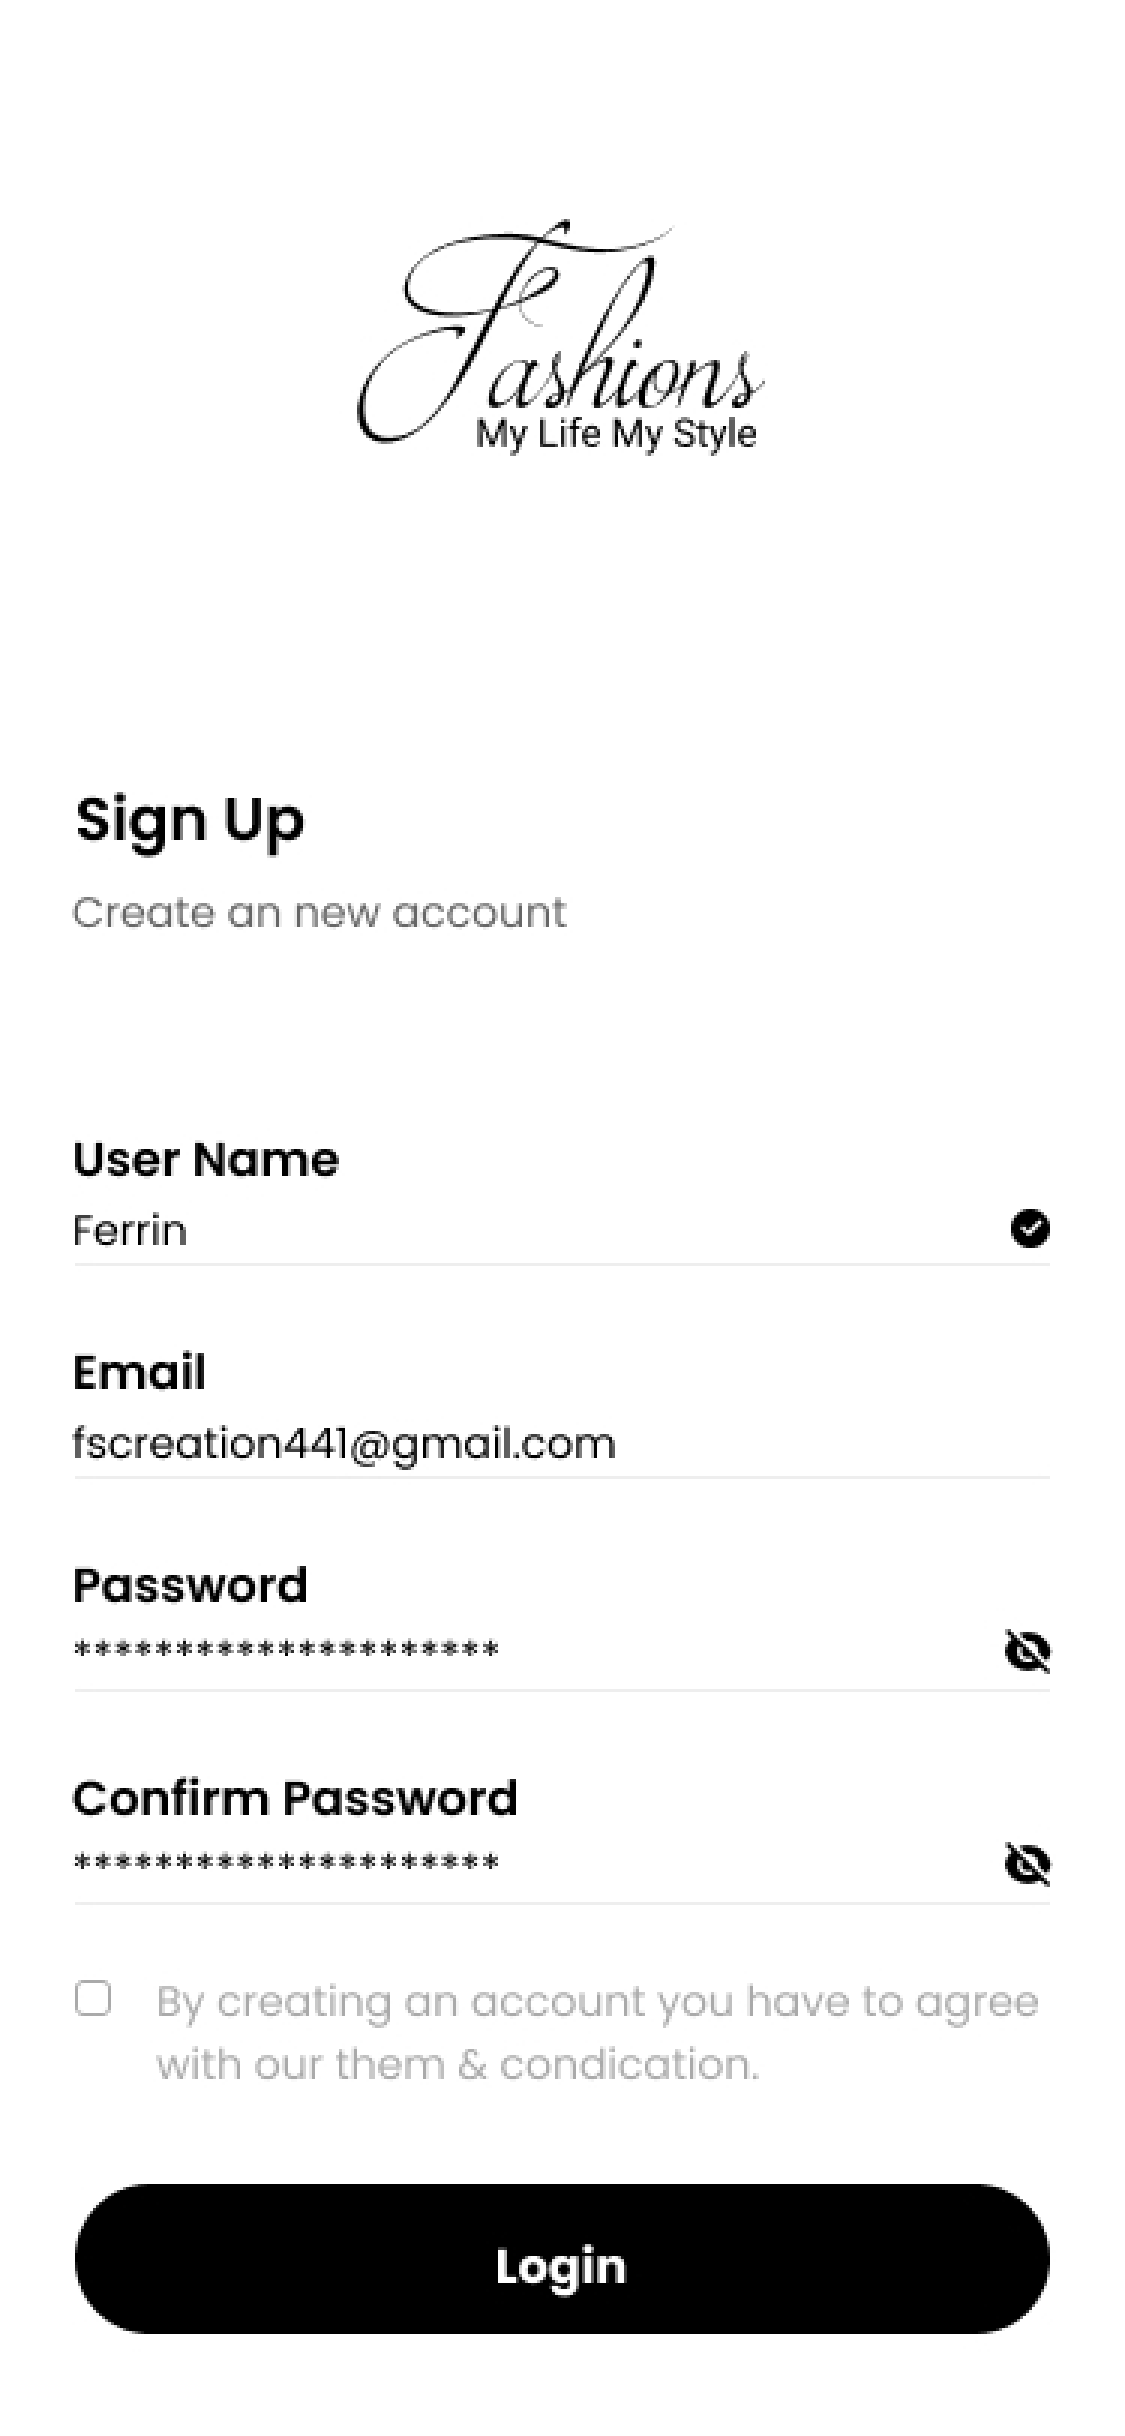 Fashions
My Life My Style
Sign Up
Create an new account
User Name
Ferrin
Email
fscreation441@gmail.com
Password
*********************
Confirm Password
*********************
By creating an account you have to agree
with our them & condication.
Login